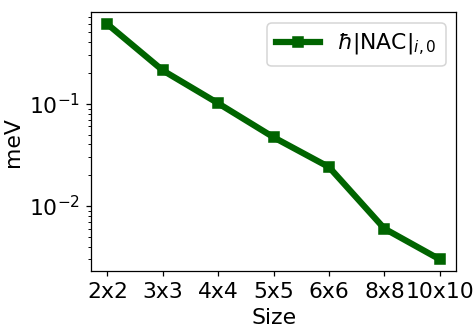 ħ|NAC|i,0
meV
10⁻¹
10⁻²
2x2 3x3 4x4 5x5 6x6 8x8 10x10
Size